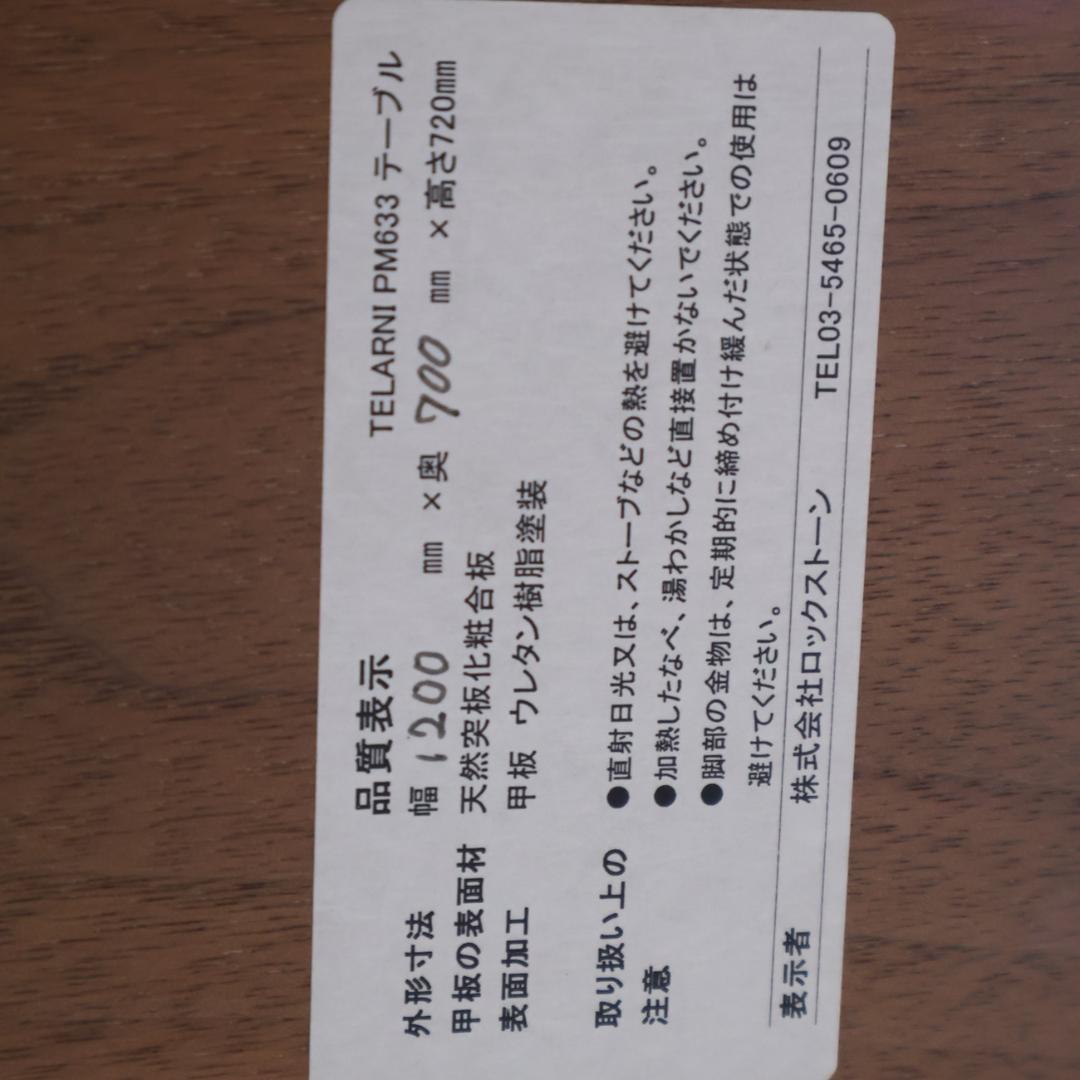 品質表示 TELARNI PM633 テーブル
外形寸法 幅 1200 mm ×奥 700 mm ×高さ720mm
甲板の表面材 天然突板化粧合板
表面加工 甲板 ウレタン樹脂塗装
取り扱い上の ●直射日光又は、ストーブなどの熱を避けてください。
注意 ●加熱したなべ、湯わかしなど直接置かないでください。
●脚部の金物は、定期的に締め付け緩んだ状態での使用は
避けてください。
表示者 株式会社ロックストーン TEL03-5465-0609